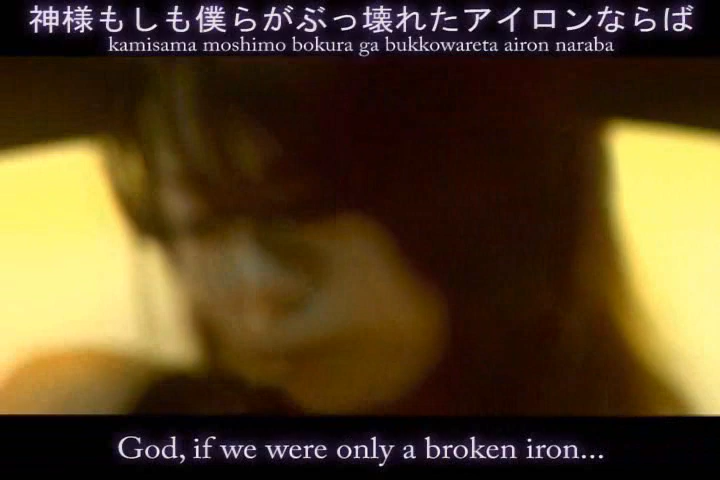 神様もしも僕らがぶっ壊れたアイロンならば
kamisama moshimo bokura ga bukkowareta airon naraba
God, if we were only a broken iron...